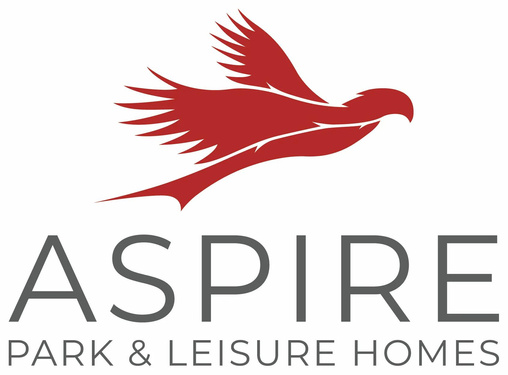 ASPIRE
PARK & LEISURE HOMES